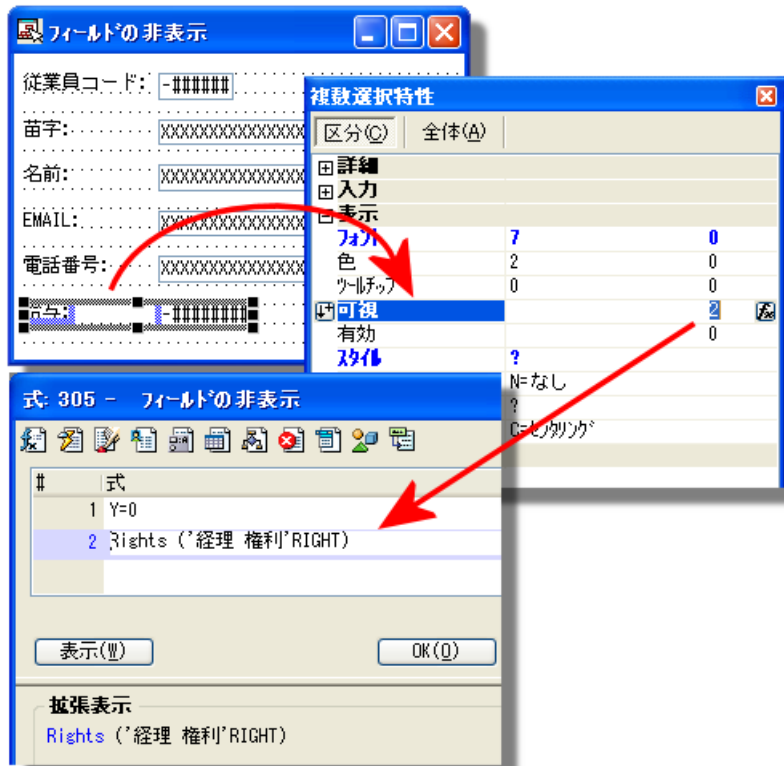 フィールドの非表示
従業員コード: -######
苗字: XXXXXXXXXXXXXXX
名前: XXXXXXXXXXXXXXX
EMAIL: XXXXXXXXXXXXXXX
電話番号: XXXXXXXXXXXXXXX
給与: -########
複数選択特性
区分(C) 全体(A)
詳細
入力
表示
フォント 7 0
色 2 0
ツールチップ 0 0
可視 2
有効 0
スタイル ?
N=なし
?
C=センタリング
式: 305 - フィールドの非表示
# 式
1 Y=0
2 Rights ('経理 権利'RIGHT)
表示(W) OK(O)
拡張表示
Rights ('経理 権利'RIGHT)